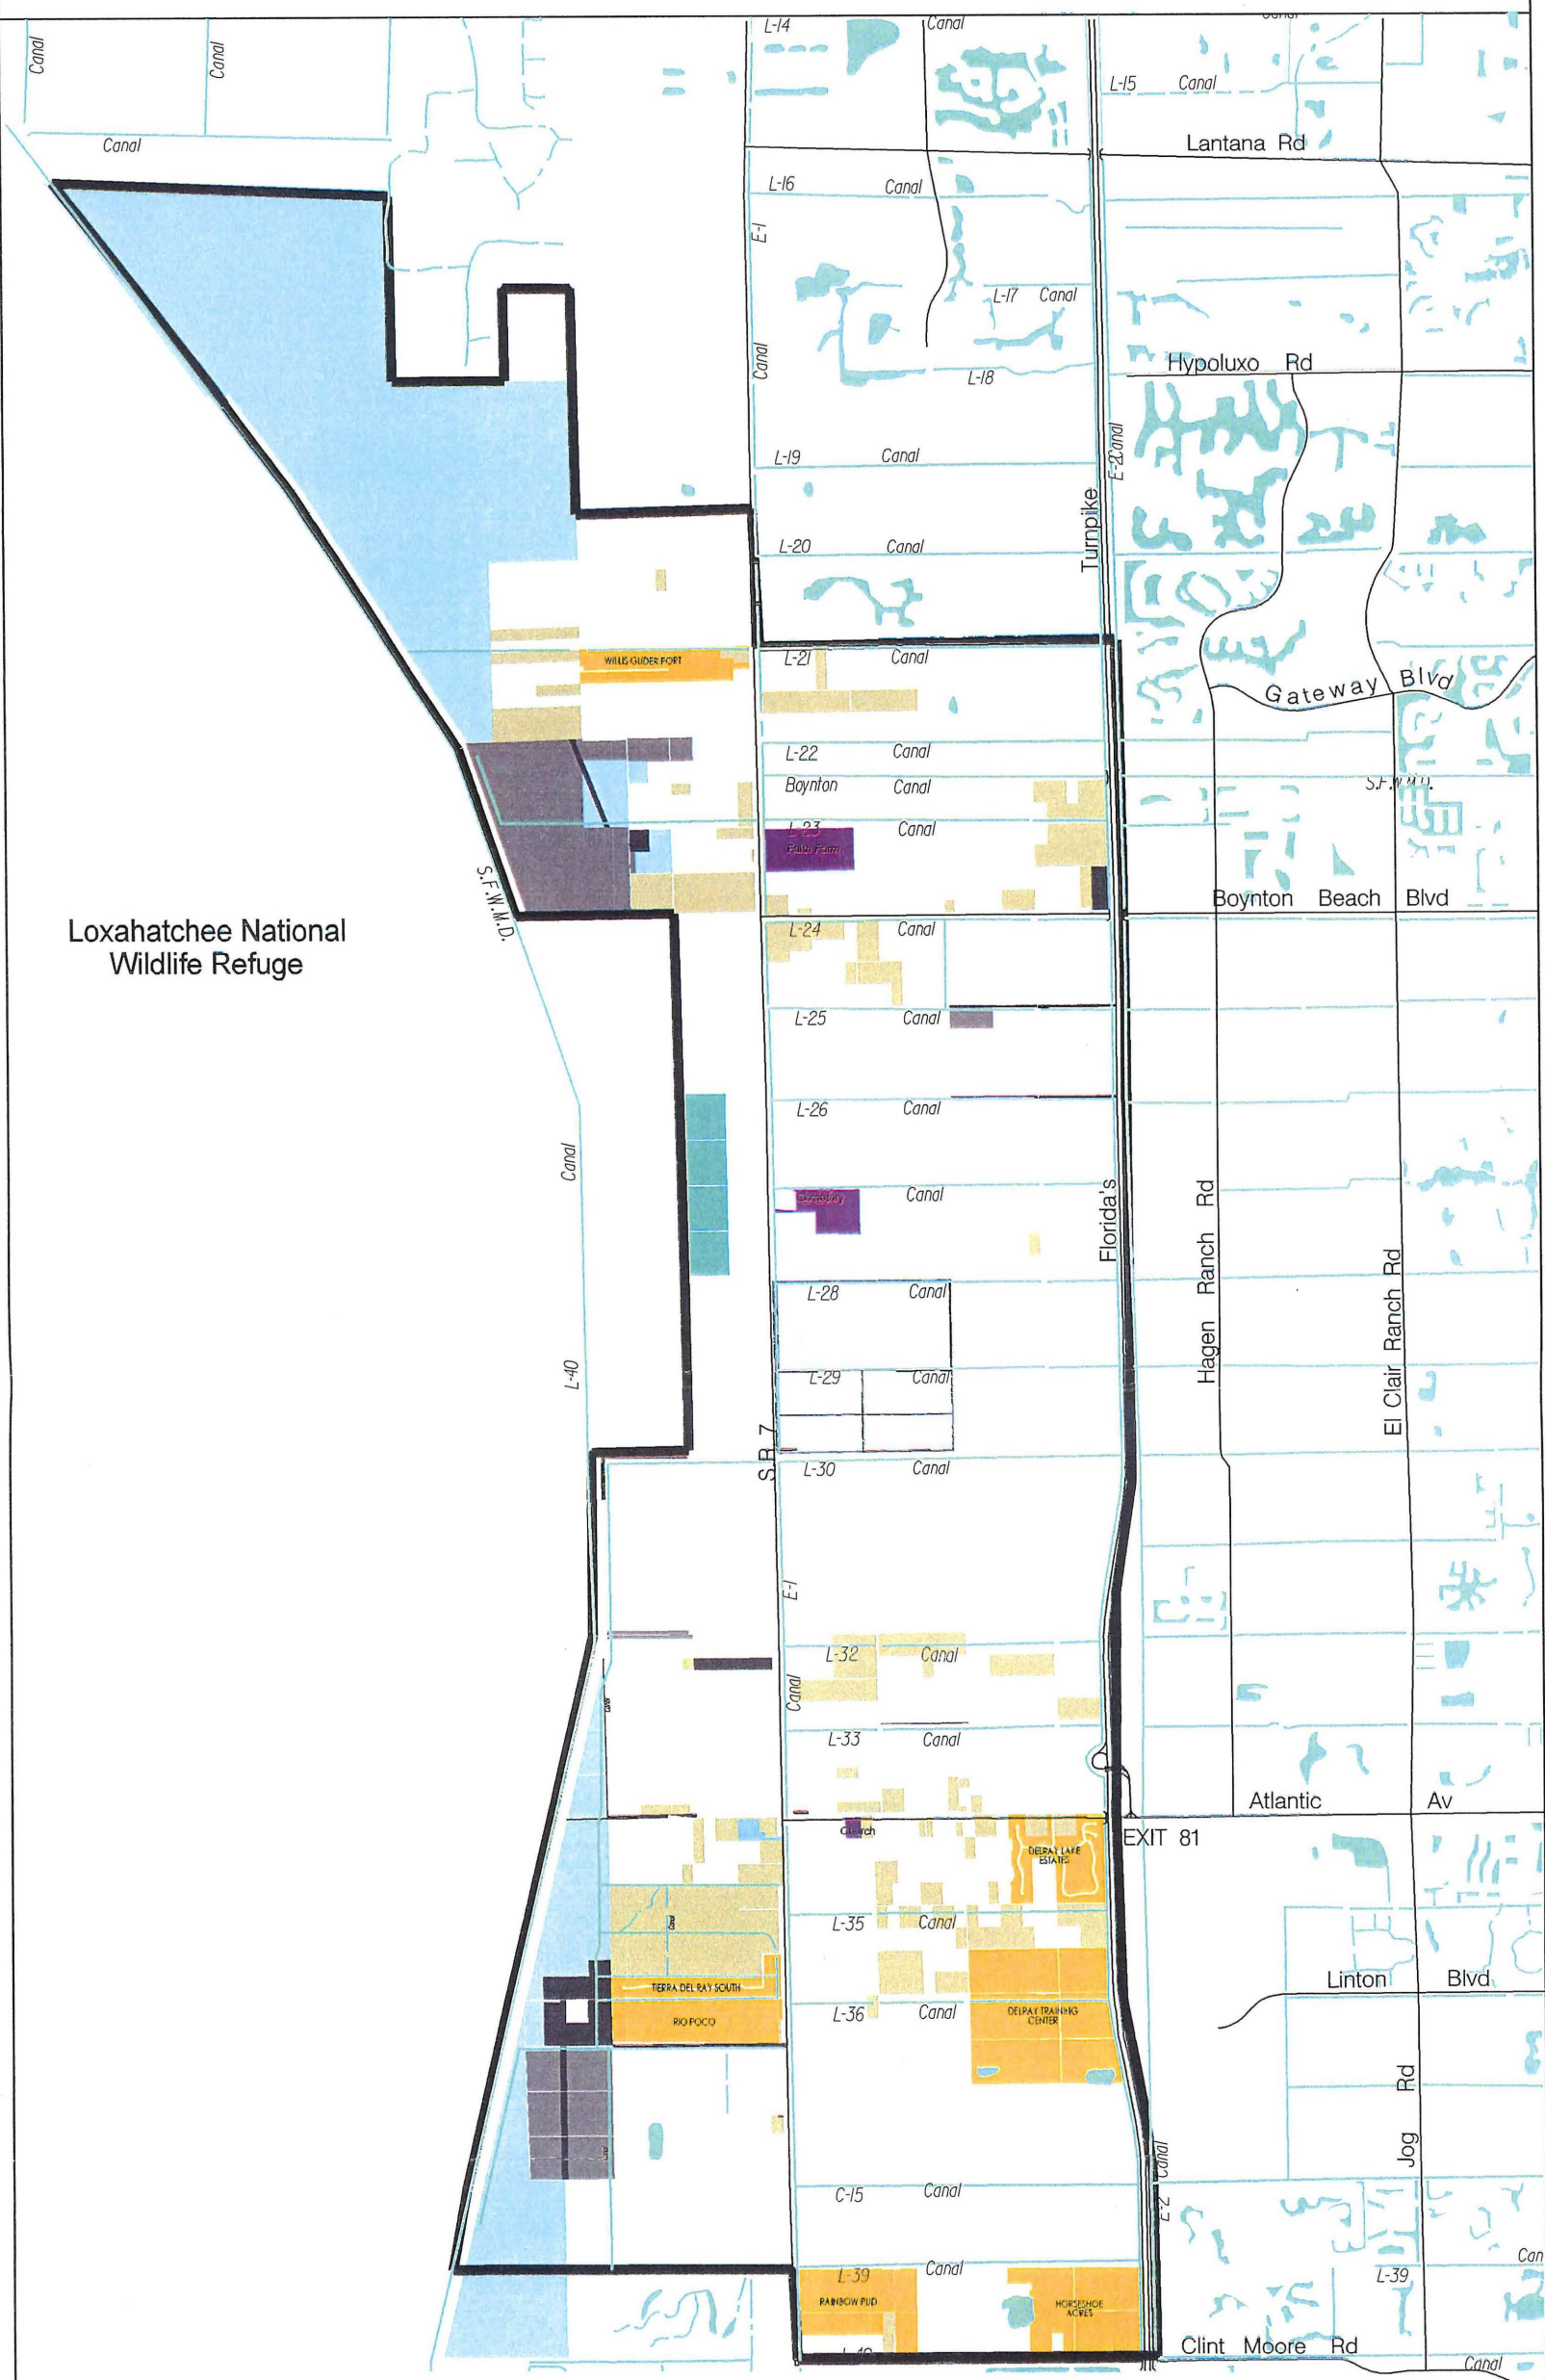 L-14
Canal
Canal
Canal
Canal
L-15 Canal
Lantana Rd
L-16 Canal
E-1
L-17 Canal
Canal
Hypoluxo Rd
L-18
L-19 Canal
E-2 Canal
Turnpike
L-20 Canal
WILLIS GLIDER PORT
L-21 Canal
Gateway Blvd
L-22 Canal
Boynton Canal
S.F.W.M.D.
L-23 Canal
Faith Farm
S.F.W.M.D.
Boynton Beach Blvd
Loxahatchee National
Wildlife Refuge
L-24 Canal
L-25 Canal
L-26 Canal
Canal
Cemetery
Canal
Florida's
Hagen Ranch Rd
El Clair Ranch Rd
L-28 Canal
L-40
L-29 Canal
S.R. 7
L-30 Canal
E-1
L-32 Canal
Canal
L-33 Canal
Atlantic Av
Church
EXIT 81
DELRAY LAKE
ESTATES
L-35 Canal
Linton Blvd
TIERRA DEL RAY SOUTH
L-36 Canal
DELRAY TRAINING
CENTER
RIO POCO
Jog Rd
E-2 Canal
C-15 Canal
Canal
L-39
Can
L-39
RAINBOW PUD
HORSESHOE
ACRES
Clint Moore Rd
Canal